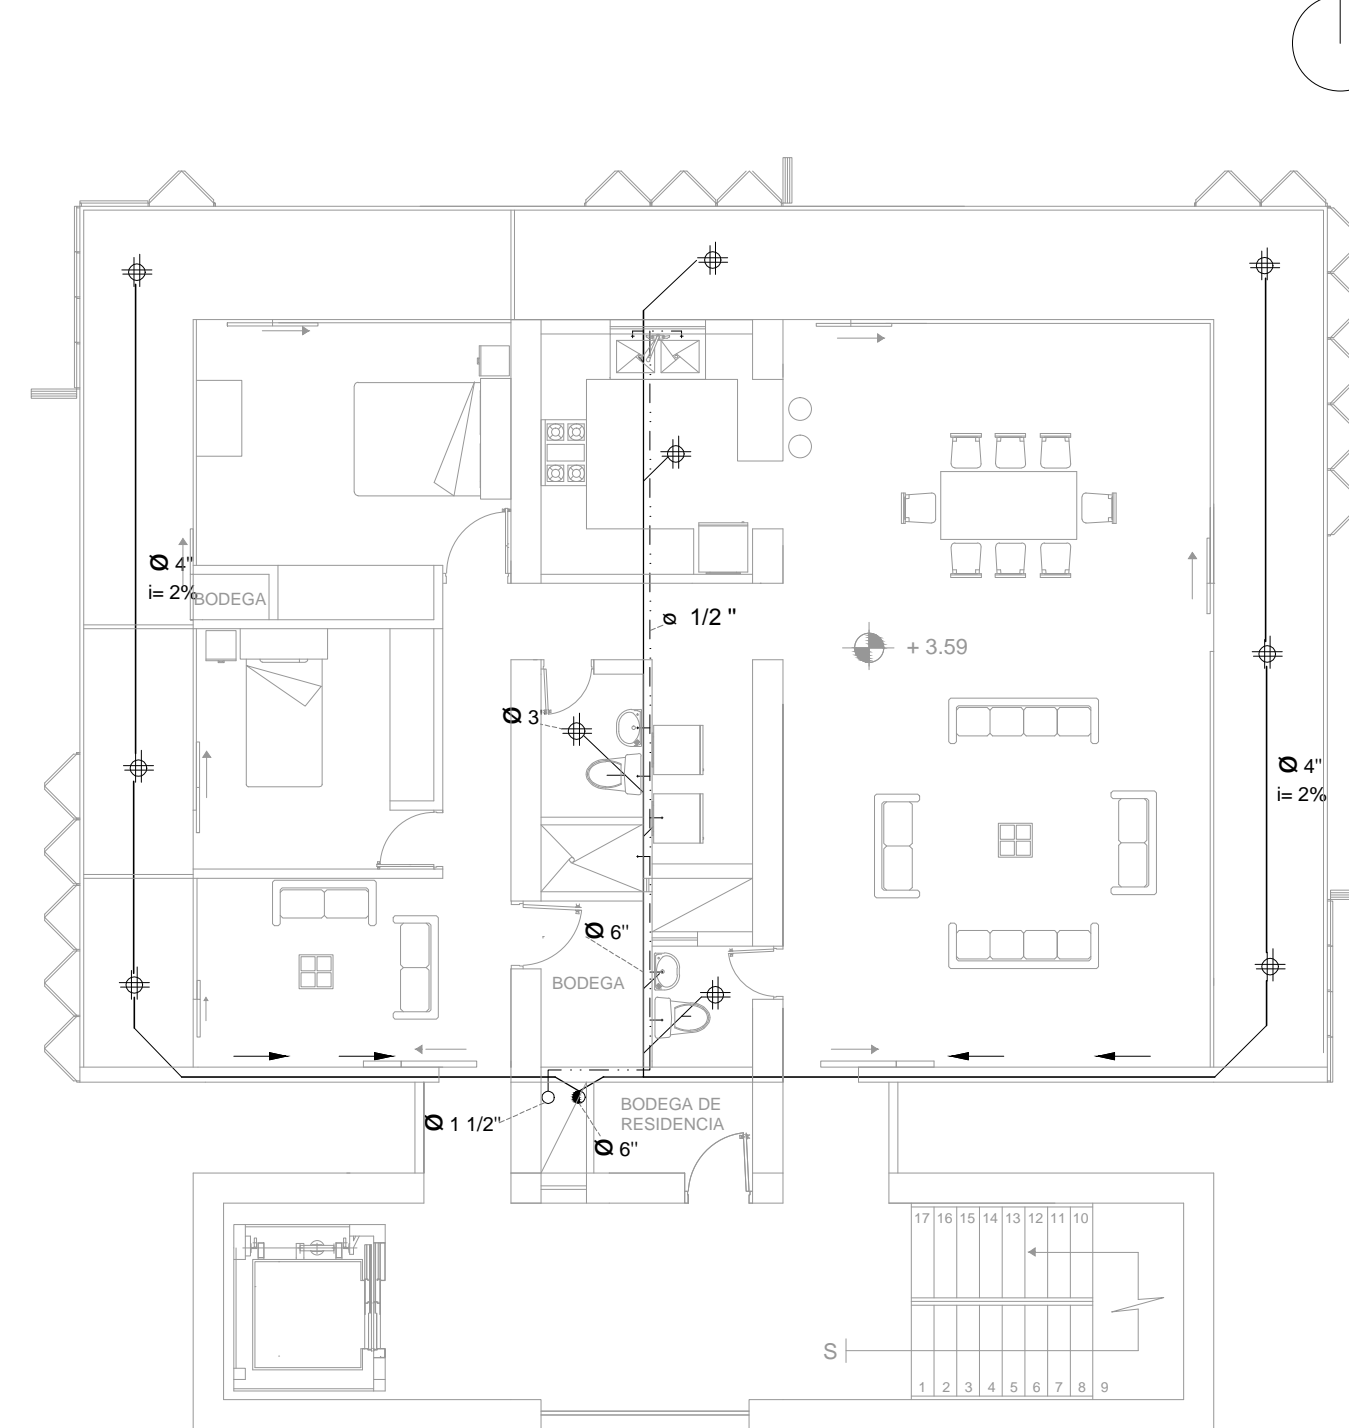 Ø 4"
i= 2%
BODEGA
ø 1/2 "
+ 3.59
Ø 3"
Ø 4"
i= 2%
Ø 6"
BODEGA
Ø 1 1/2"
BODEGA DE
RESIDENCIA
Ø 6"
17 16 15 14 13 12 11 10
S
1 2 3 4 5 6 7 8 9